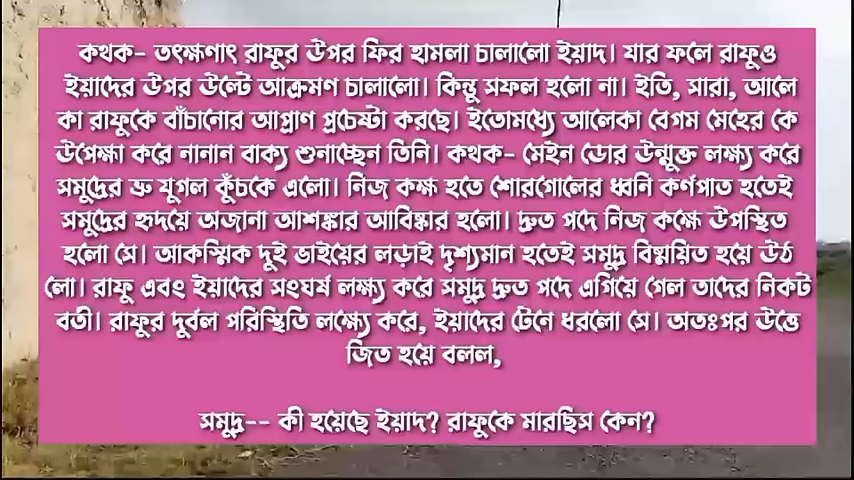 কথক- তৎক্ষণাৎ রাফুর উপর ফির হামলা চালালো ইয়াদ। যার ফলে রাফুও
ইয়াদের উপর উল্টে আক্রমণ চালালো। কিন্তু সফল হলো না। ইতি, সারা, আলে
কা রাফুকে বাঁচানোর আপ্রাণ প্রচেষ্টা করছে। ইতোমধ্যে আলেকা বেগম মেহের কে
উপেক্ষা করে নানান বাক্য শুনাচ্ছেন তিনি। কথক- মেইন ডোর উন্মুক্ত লক্ষ্য করে
সমুদ্রের ভ্রু যুগল কুঁচকে এলো। নিজ কক্ষ হতে শোরগোলের ধ্বনি কর্ণপাত হতেই
সমুদ্রের হৃদয়ে অজানা আশঙ্কার আবিষ্কার হলো। দ্রুত পদে নিজ কক্ষে উপস্থিত
হলো সে। আকস্মিক দুই ভাইয়ের লড়াই দৃশ্যমান হতেই সমুদ্র বিষ্ময়িত হয়ে উঠ
লো। রাফু এবং ইয়াদের সংঘর্ষ লক্ষ্য করে সমুদ্র দ্রুত পদে এগিয়ে গেল তাদের নিকট
বর্তী। রাফুর দুর্বল পরিস্থিতি লক্ষ্যে করে, ইয়াদের টেনে ধরলো সে। অতঃপর উত্তে
জিত হয়ে বলল,
সমুদ্র-- কী হয়েছে ইয়াদ? রাফুকে মারছিস কেন?